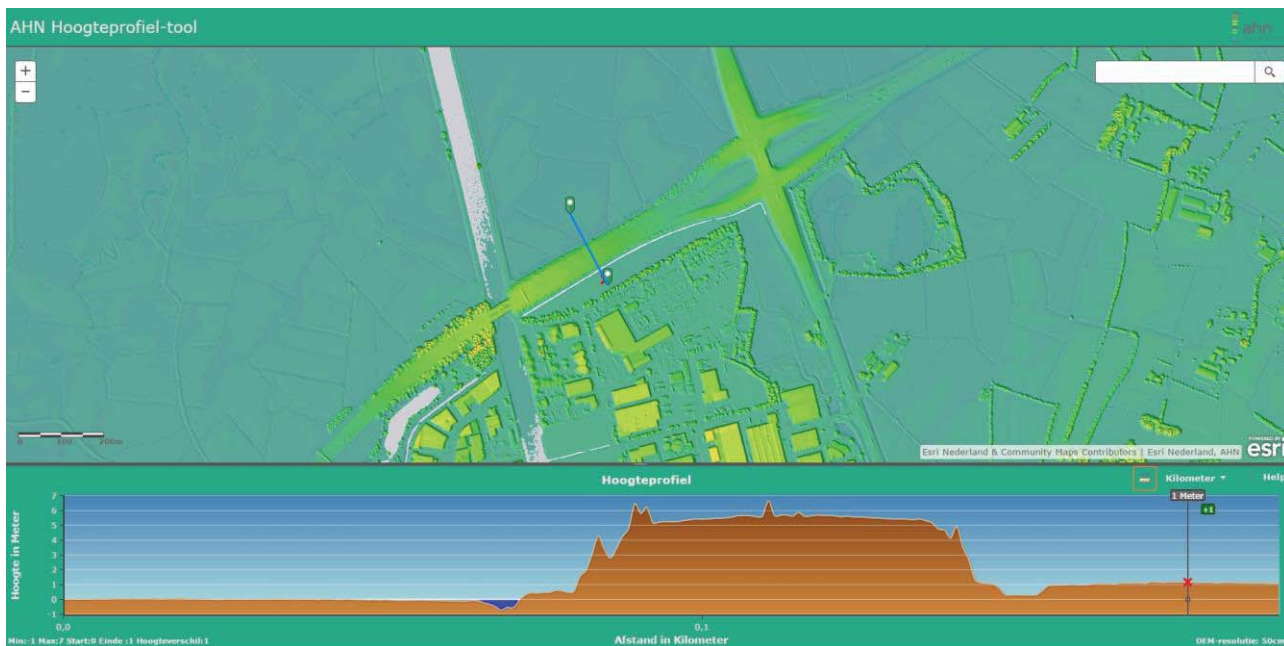 AHN Hoogteprofiel-tool
ahn
+
−
0 100 200m
Esri Nederland & Community Maps Contributors | Esri Nederland, AHN
POWERED BY
esri
Hoogteprofiel
Kilometer
Help
1 Meter
+1
Hoogte in Meter
7
6
5
4
3
2
1
0
-1
0,0
0,1
Afstand in Kilometer
Min:-1 Max:7 Start:0 Einde :1 Hoogteverschil:1
DEM-resolutie: 50cm